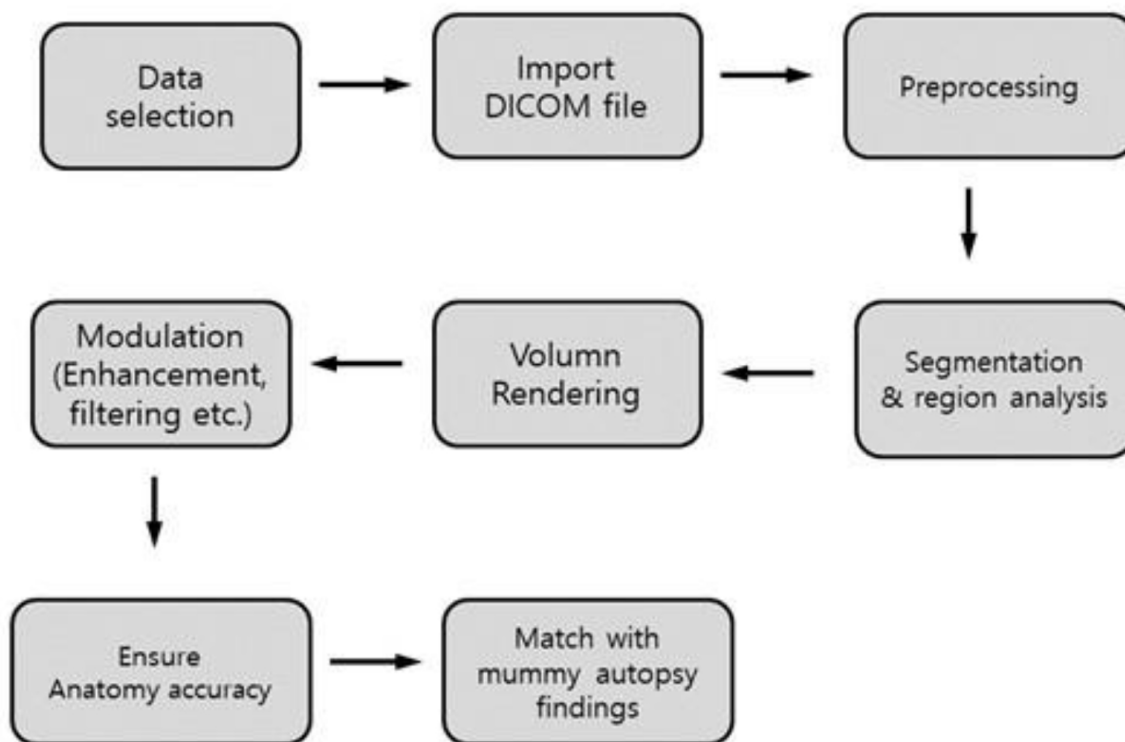 Data
selection
Import
DICOM file
Preprocessing
Segmentation
& region analysis
Volumn
Rendering
Modulation
(Enhancement,
filtering etc.)
Ensure
Anatomy accuracy
Match with
mummy autopsy
findings